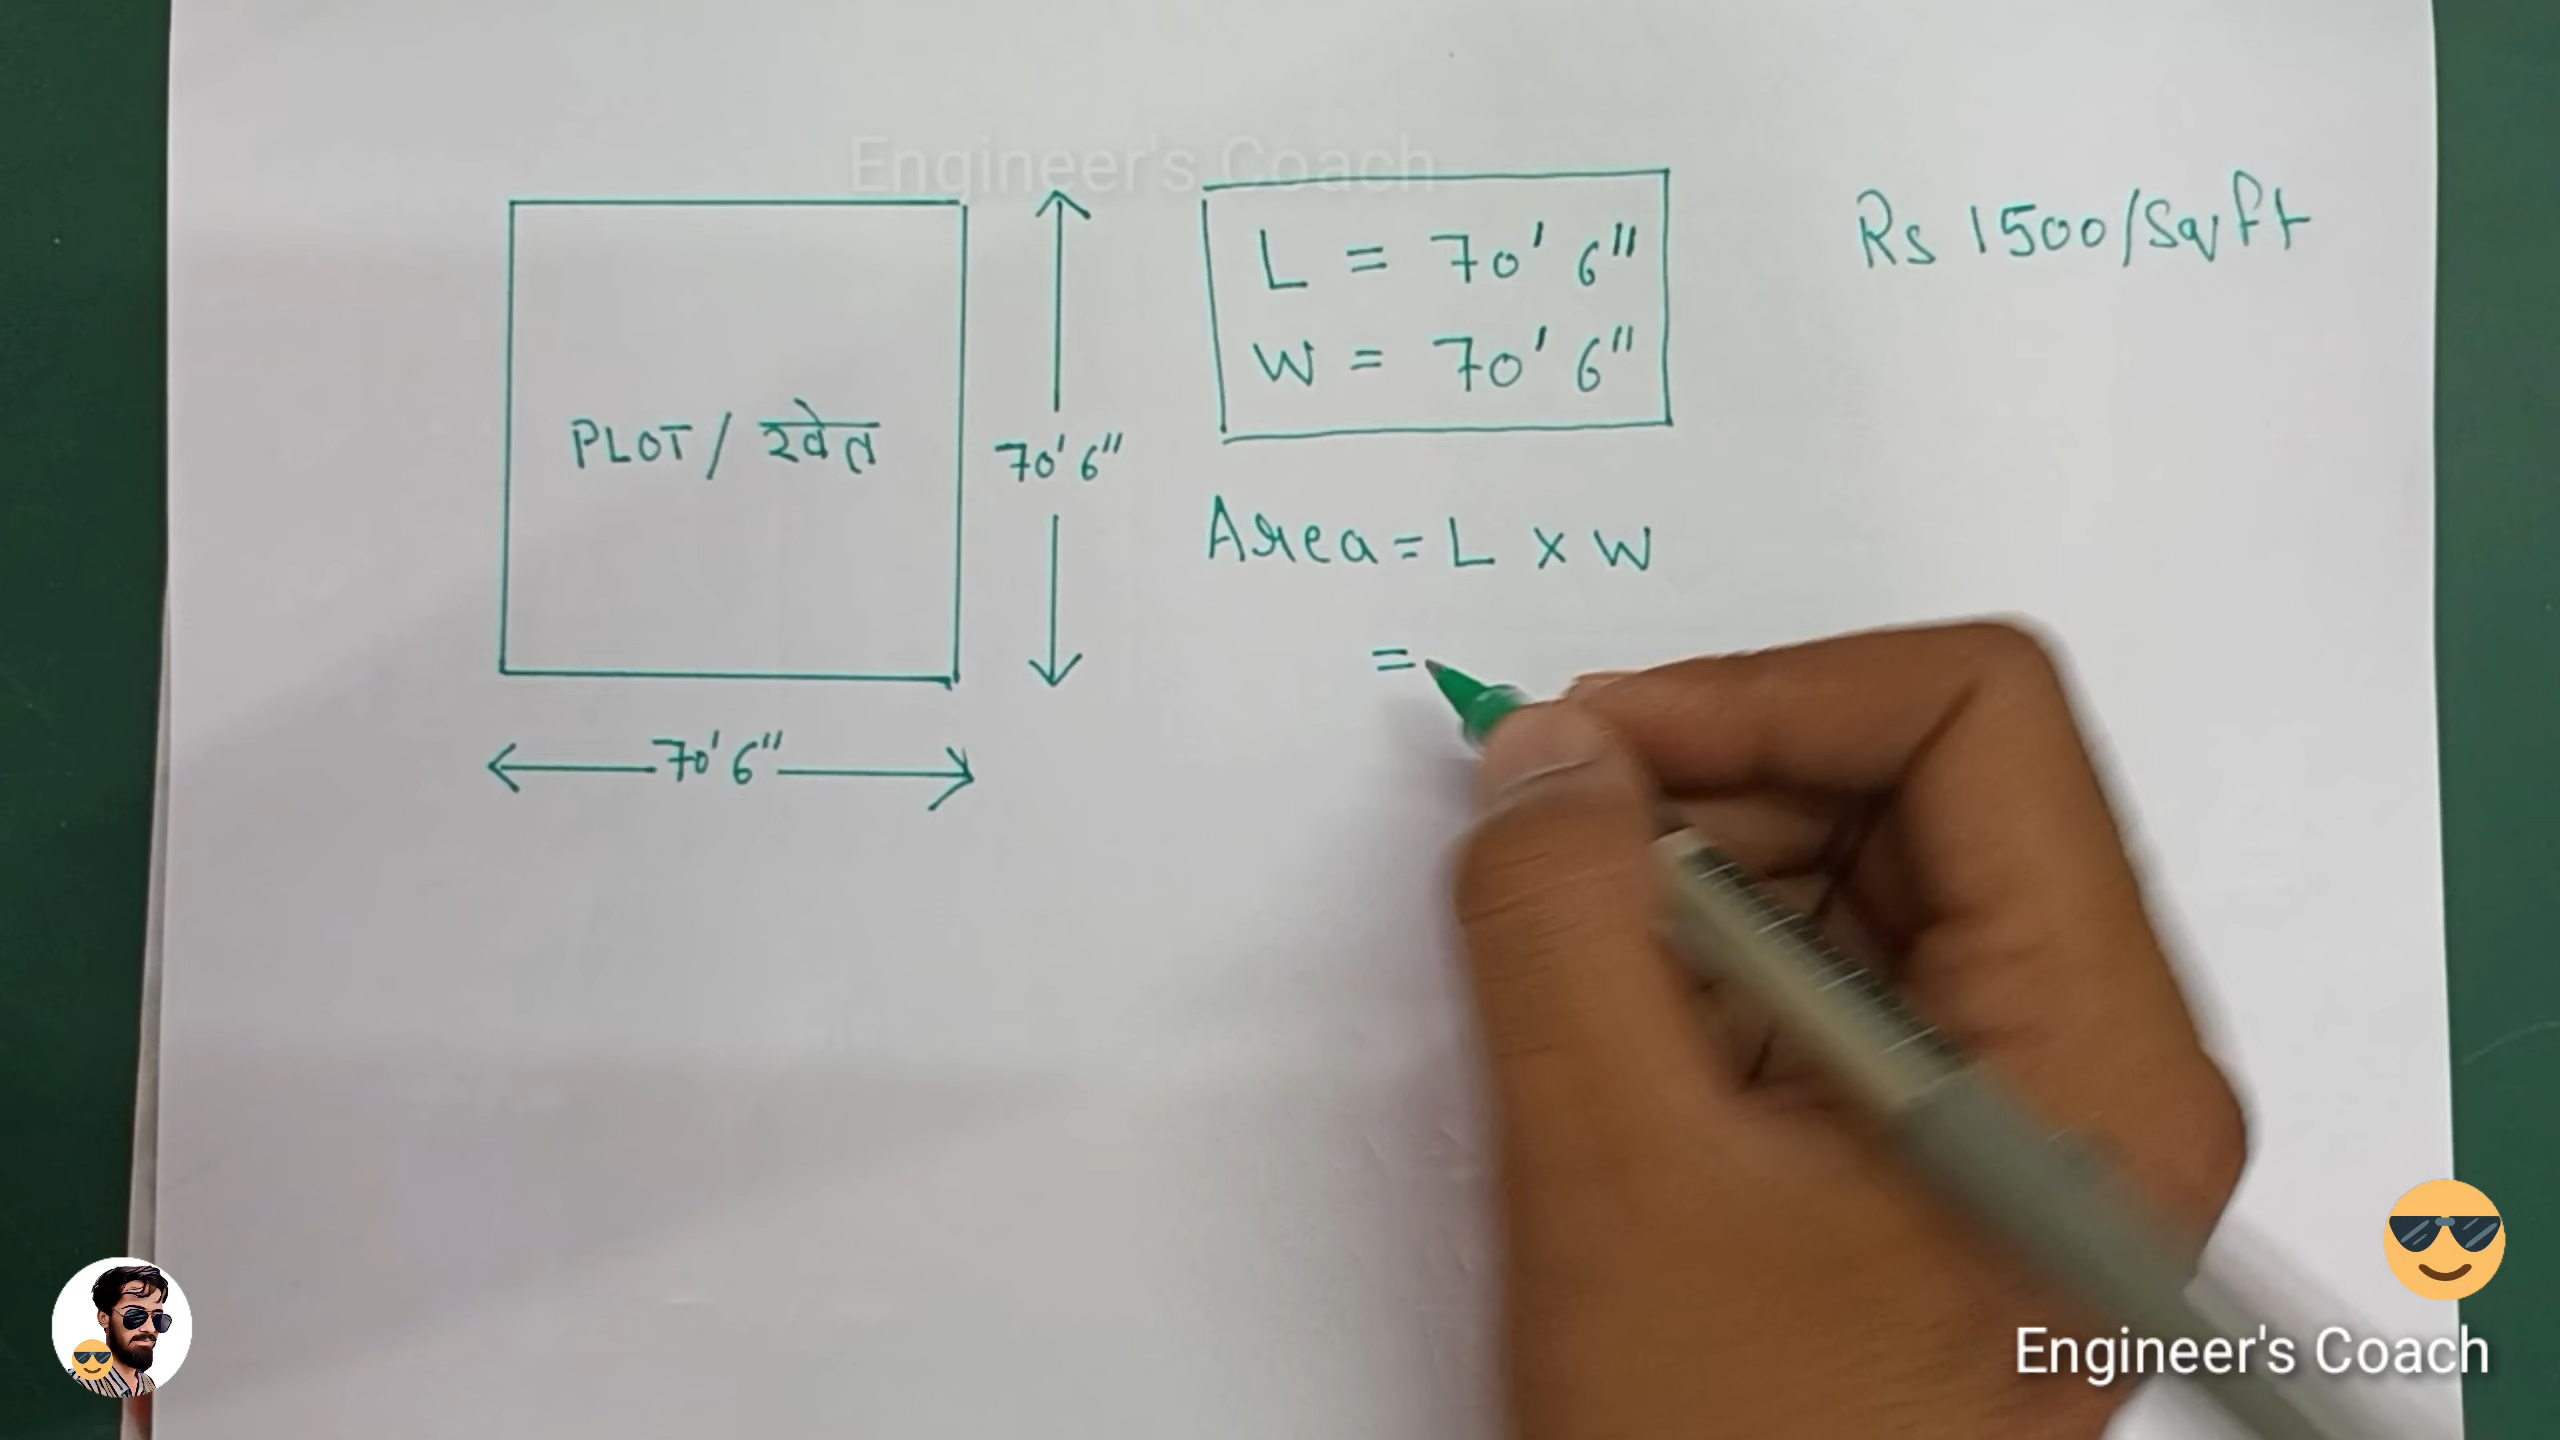 Engineer's Coach
L = 70' 6"
W = 70' 6"
Rs 1500/Sqft
PLOT / खेत
70' 6"
Area = L x W
=
70' 6"
Engineer's Coach